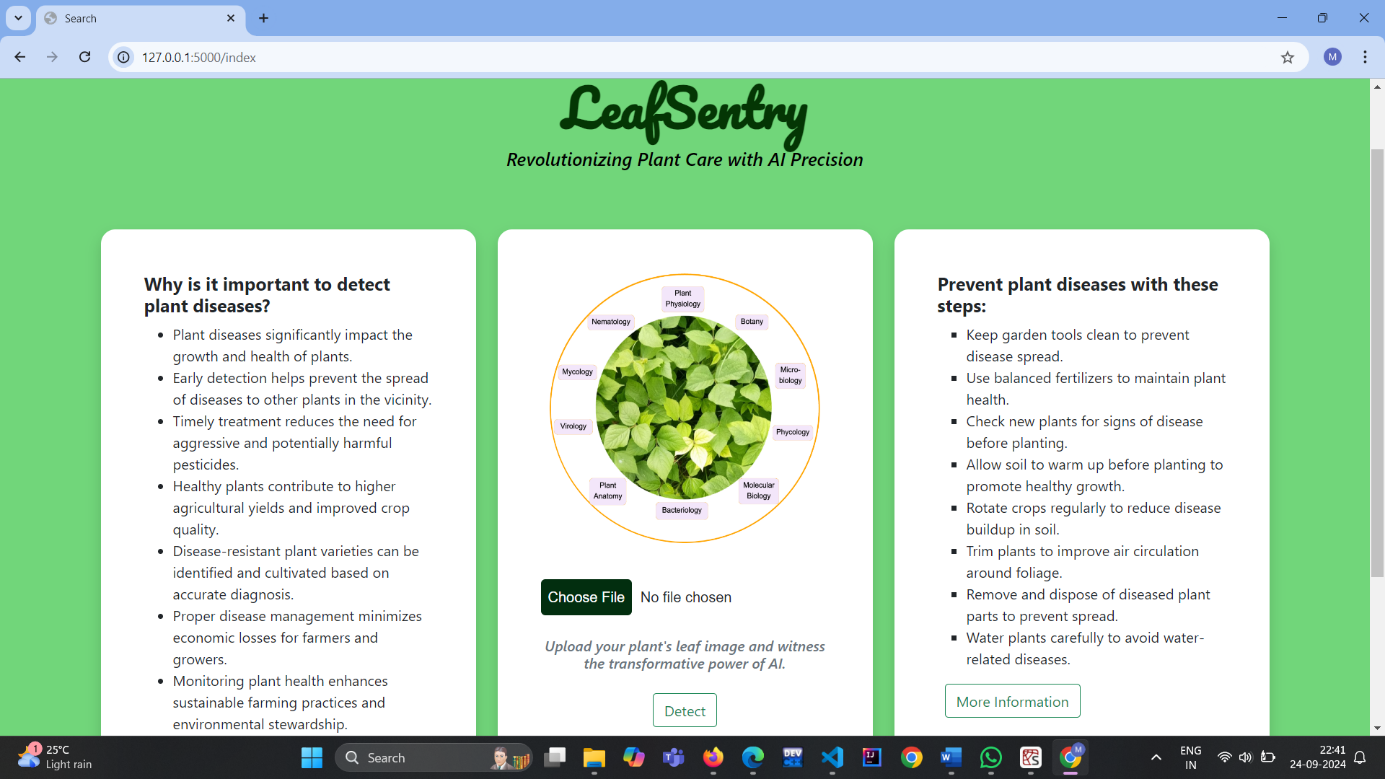 Search
127.0.0.1:5000/index
M
LeafSentry
Revolutionizing Plant Care with AI Precision
Why is it important to detect
plant diseases?
• Plant diseases significantly impact the
growth and health of plants.
• Early detection helps prevent the spread
of diseases to other plants in the vicinity.
• Timely treatment reduces the need for
aggressive and potentially harmful
pesticides.
• Healthy plants contribute to higher
agricultural yields and improved crop
quality.
• Disease-resistant plant varieties can be
identified and cultivated based on
accurate diagnosis.
• Proper disease management minimizes
economic losses for farmers and
growers.
• Monitoring plant health enhances
sustainable farming practices and
environmental stewardship.
Plant
Physiology
Botany
Micro-
biology
Phycology
Molecular
Biology
Bacteriology
Plant
Anatomy
Virology
Mycology
Nematology
Choose File No file chosen
Upload your plant's leaf image and witness
the transformative power of AI.
Detect
Prevent plant diseases with these
steps:
▪ Keep garden tools clean to prevent
disease spread.
▪ Use balanced fertilizers to maintain plant
health.
▪ Check new plants for signs of disease
before planting.
▪ Allow soil to warm up before planting to
promote healthy growth.
▪ Rotate crops regularly to reduce disease
buildup in soil.
▪ Trim plants to improve air circulation
around foliage.
▪ Remove and dispose of diseased plant
parts to prevent spread.
▪ Water plants carefully to avoid water-
related diseases.
More Information
1
25°C
Light rain
Search
DEV
M
ENG
IN
22:41
24-09-2024